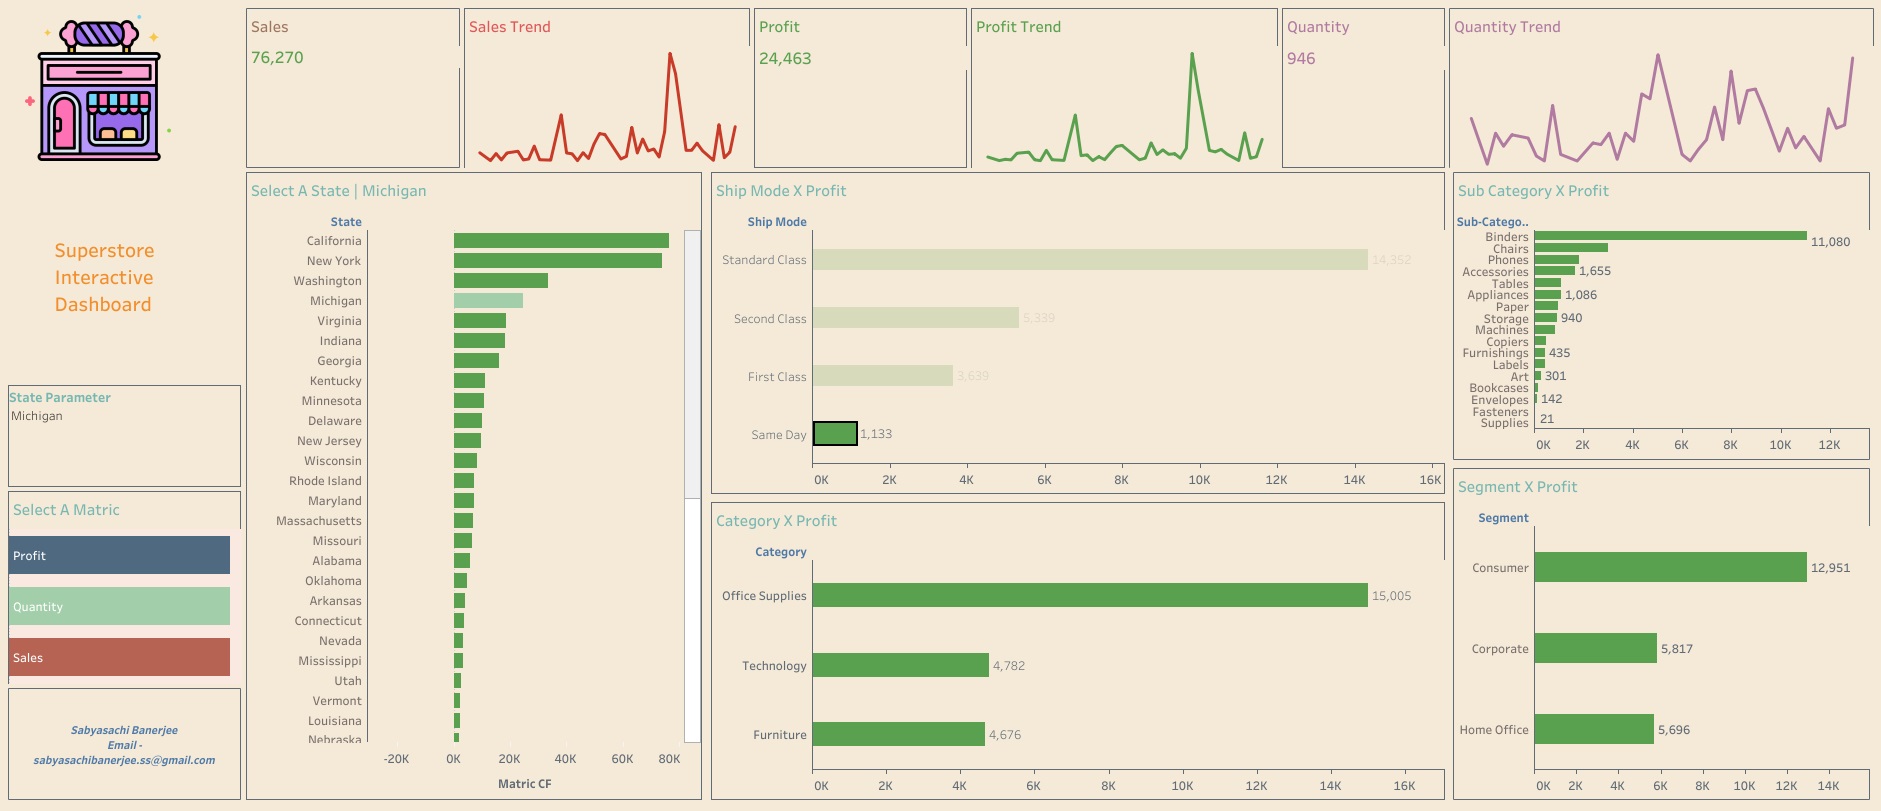 Sales
76,270
Sales Trend
Profit
24,463
Profit Trend
Quantity
946
Quantity Trend
Superstore
Interactive
Dashboard
State Parameter
Michigan
Select A Matric
Profit
Quantity
Sales
Sabyasachi Banerjee
Email -
sabyasachibanerjee.ss@gmail.com
Select A State | Michigan
State
California
New York
Washington
Michigan
Virginia
Indiana
Georgia
Kentucky
Minnesota
Delaware
New Jersey
Wisconsin
Rhode Island
Maryland
Massachusetts
Missouri
Alabama
Oklahoma
Arkansas
Connecticut
Nevada
Mississippi
Utah
Vermont
Louisiana
Nebraska
-20K 0K 20K 40K 60K 80K
Matric CF
Ship Mode X Profit
Ship Mode
Standard Class 14,352
Second Class 5,339
First Class 3,639
Same Day 1,133
0K 2K 4K 6K 8K 10K 12K 14K 16K
Category X Profit
Category
Office Supplies 15,005
Technology 4,782
Furniture 4,676
0K 2K 4K 6K 8K 10K 12K 14K 16K
Sub Category X Profit
Sub-Catego..
Binders 11,080
Chairs
Phones
Accessories 1,655
Tables
Appliances 1,086
Paper
Storage 940
Machines
Copiers
Furnishings 435
Labels
Art 301
Bookcases
Envelopes 142
Fasteners
Supplies 21
0K 2K 4K 6K 8K 10K 12K
Segment X Profit
Segment
Consumer 12,951
Corporate 5,817
Home Office 5,696
0K 2K 4K 6K 8K 10K 12K 14K